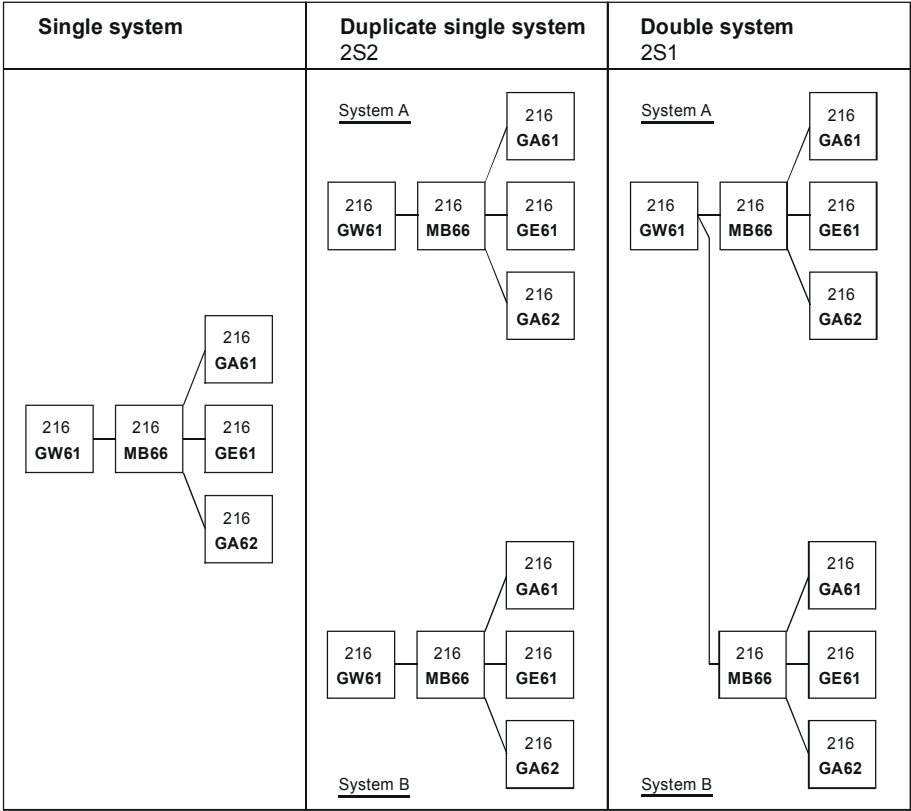 Single system
Duplicate single system
2S2
Double system
2S1
216
GA61
216
GW61
216
MB66
216
GE61
216
GA62
System A
216
GA61
216
GW61
216
MB66
216
GE61
216
GA62
216
GA61
216
GW61
216
MB66
216
GE61
216
GA62
System B
System A
216
GA61
216
GW61
216
MB66
216
GE61
216
GA62
216
GA61
216
MB66
216
GE61
216
GA62
System B